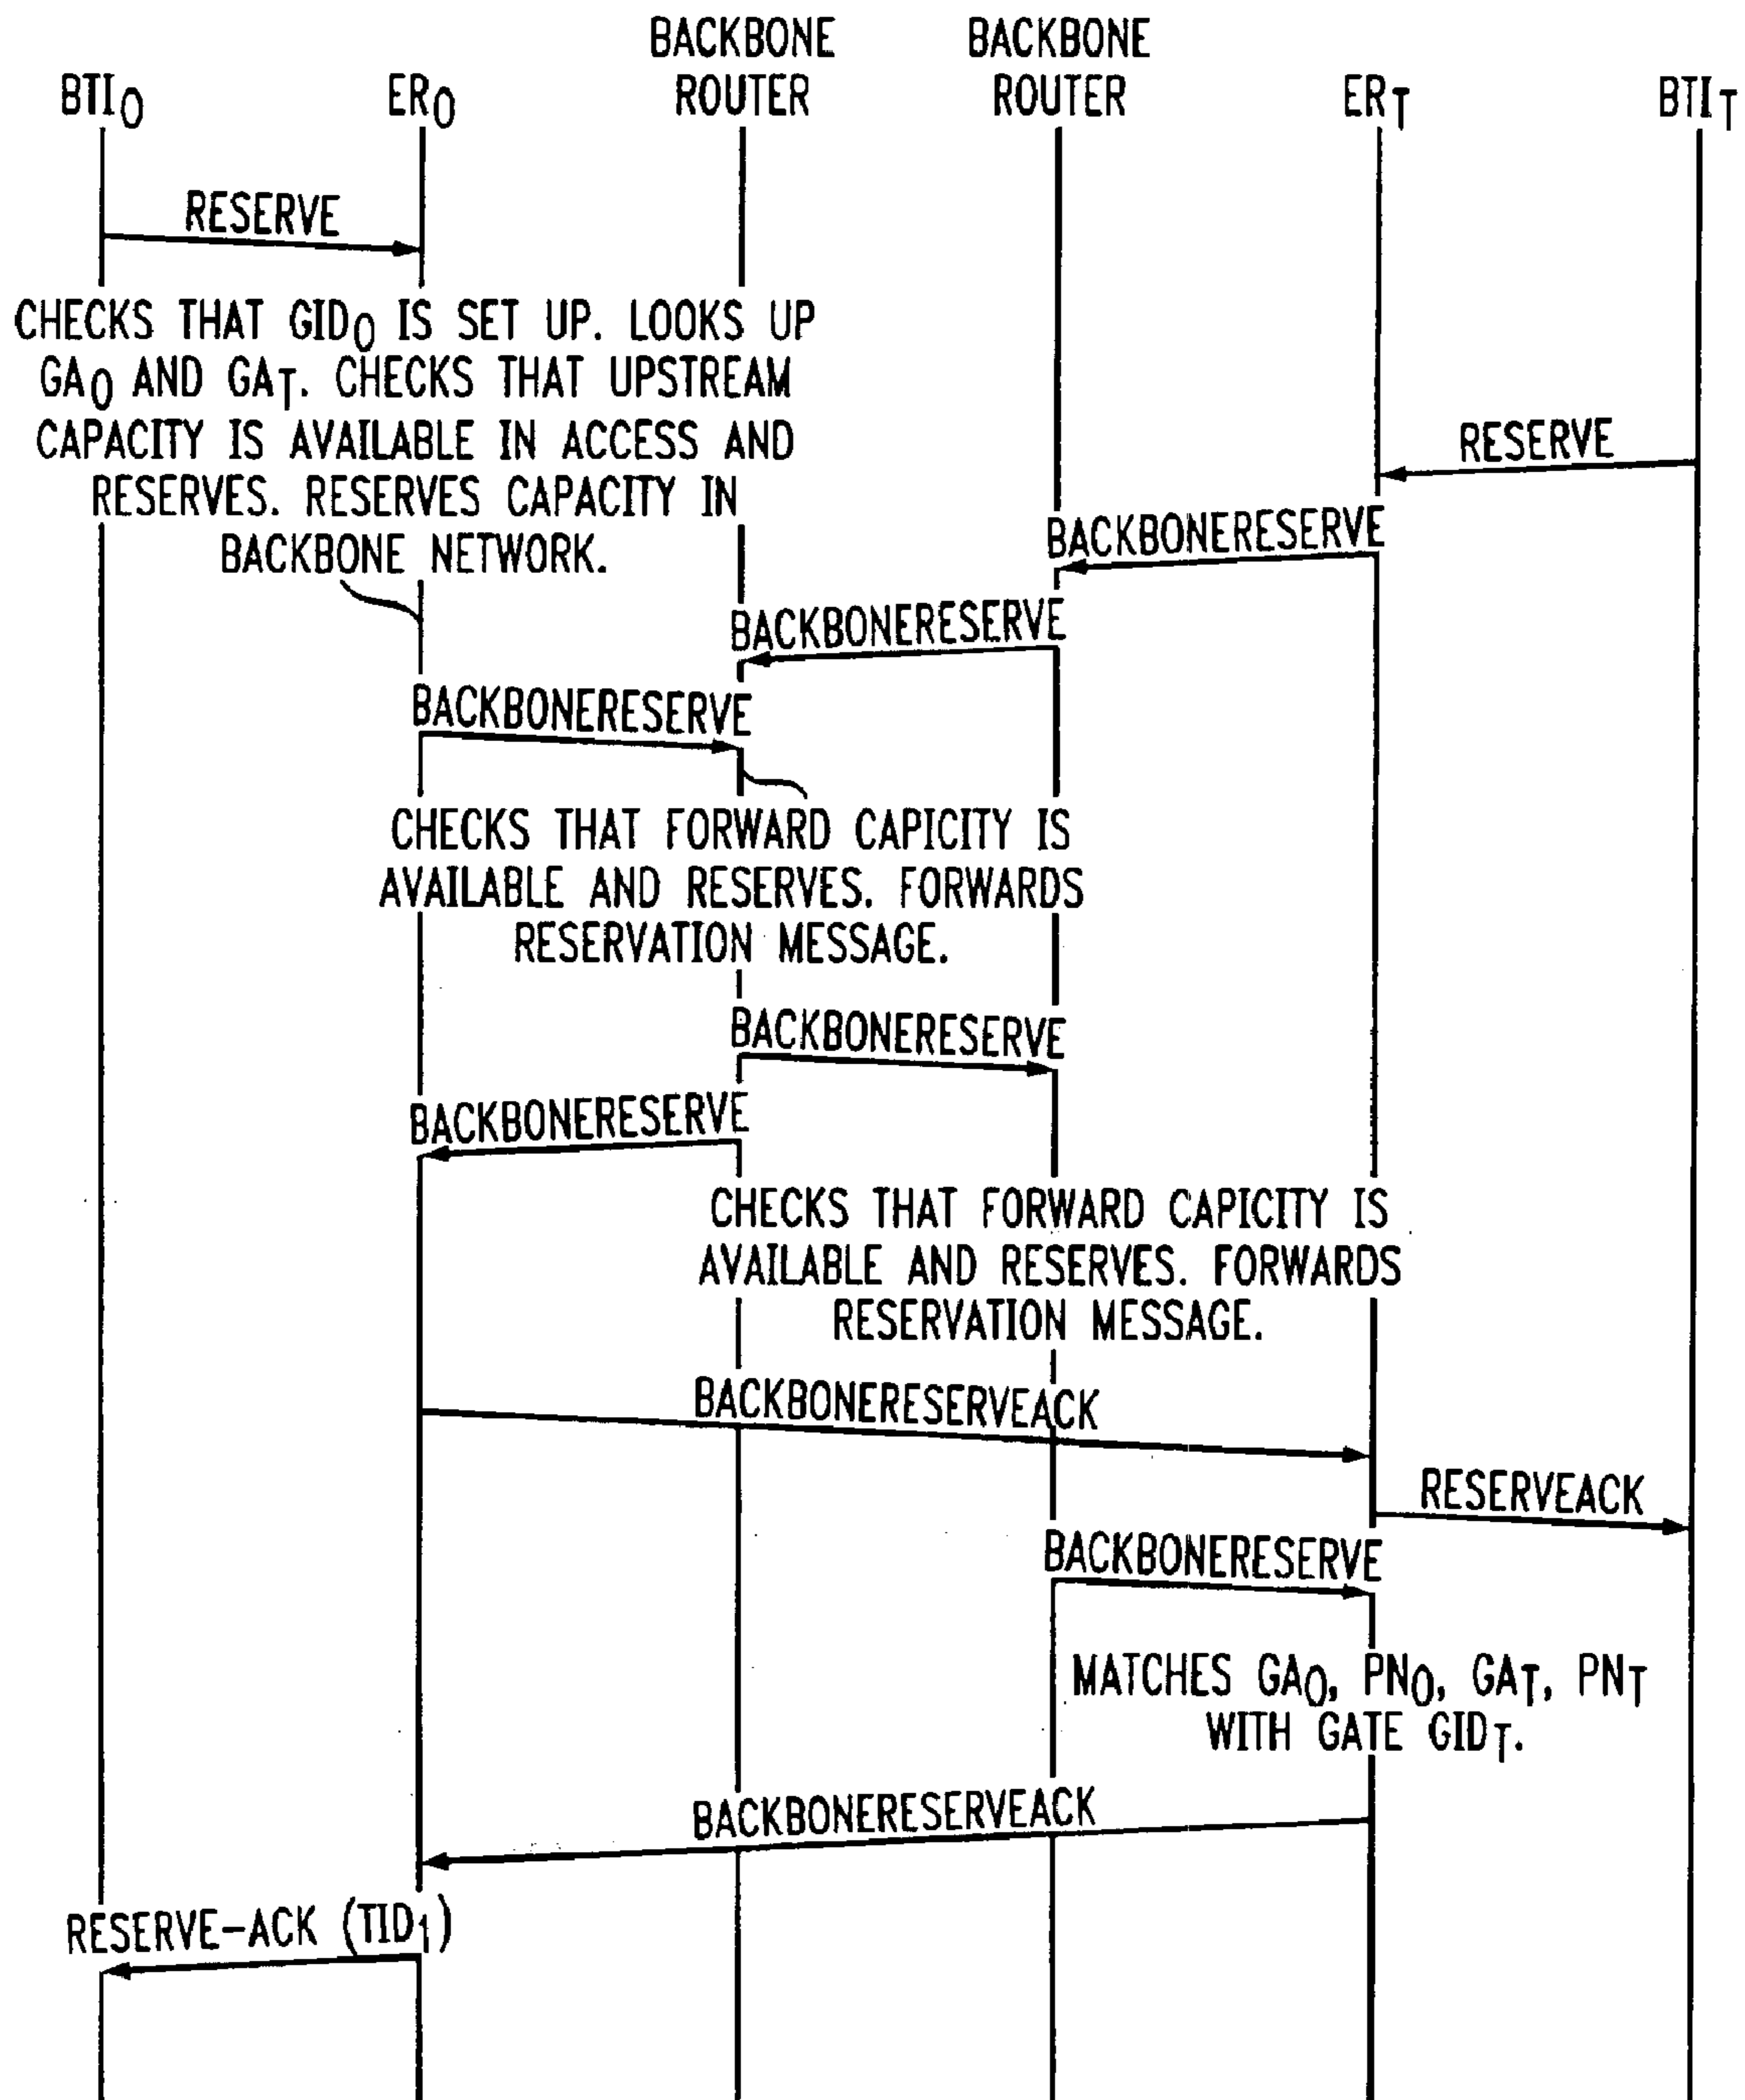 BACKBONE BACKBONE
BTIO ERO ROUTER ROUTER ERT BTIT
RESERVE
CHECKS THAT GIDO IS SET UP. LOOKS UP
GAO AND GAT. CHECKS THAT UPSTREAM
CAPACITY IS AVAILABLE IN ACCESS AND
RESERVES. RESERVES CAPACITY IN
BACKBONE NETWORK.
RESERVE
BACKBONERESERVE
BACKBONERESERVE
BACKBONERESERVE
CHECKS THAT FORWARD CAPICITY IS
AVAILABLE AND RESERVES. FORWARDS
RESERVATION MESSAGE.
BACKBONERESERVE
BACKBONERESERVE
CHECKS THAT FORWARD CAPICITY IS
AVAILABLE AND RESERVES. FORWARDS
RESERVATION MESSAGE.
BACKBONERESERVEACK
RESERVEACK
BACKBONERESERVE
MATCHES GAO, PNO, GAT, PNT
WITH GATE GIDT.
BACKBONERESERVEACK
RESERVE-ACK (TID1)